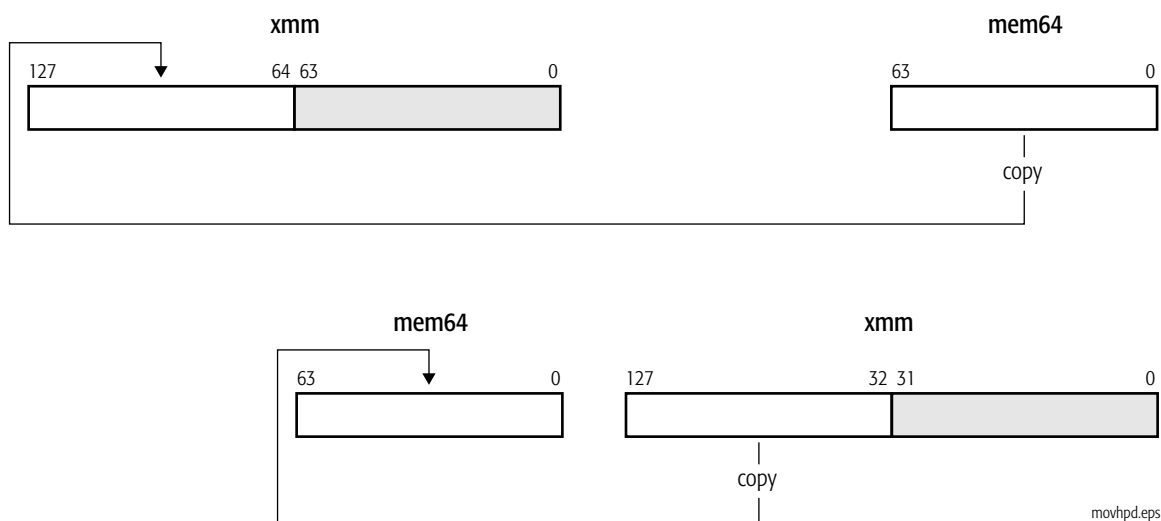 xmm mem64
127 64 63 0 63 0
copy
mem64 xmm
63 0 127 32 31 0
copy
movhpd.eps